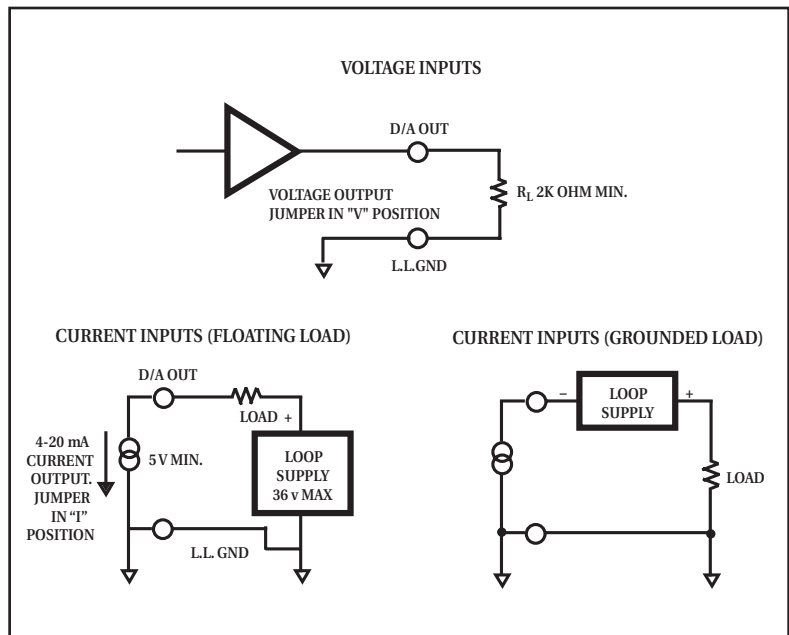 VOLTAGE INPUTS
D/A OUT
VOLTAGE OUTPUT
JUMPER IN "V" POSITION
R_L 2K OHM MIN.
L.L.GND
CURRENT INPUTS (FLOATING LOAD)
D/A OUT
LOAD +
4-20 mA
CURRENT
OUTPUT.
JUMPER
IN “I”
POSITION
5 V MIN.
LOOP
SUPPLY
36 v MAX
L.L. GND
CURRENT INPUTS (GROUNDED LOAD)
–
LOOP
SUPPLY
+
LOAD